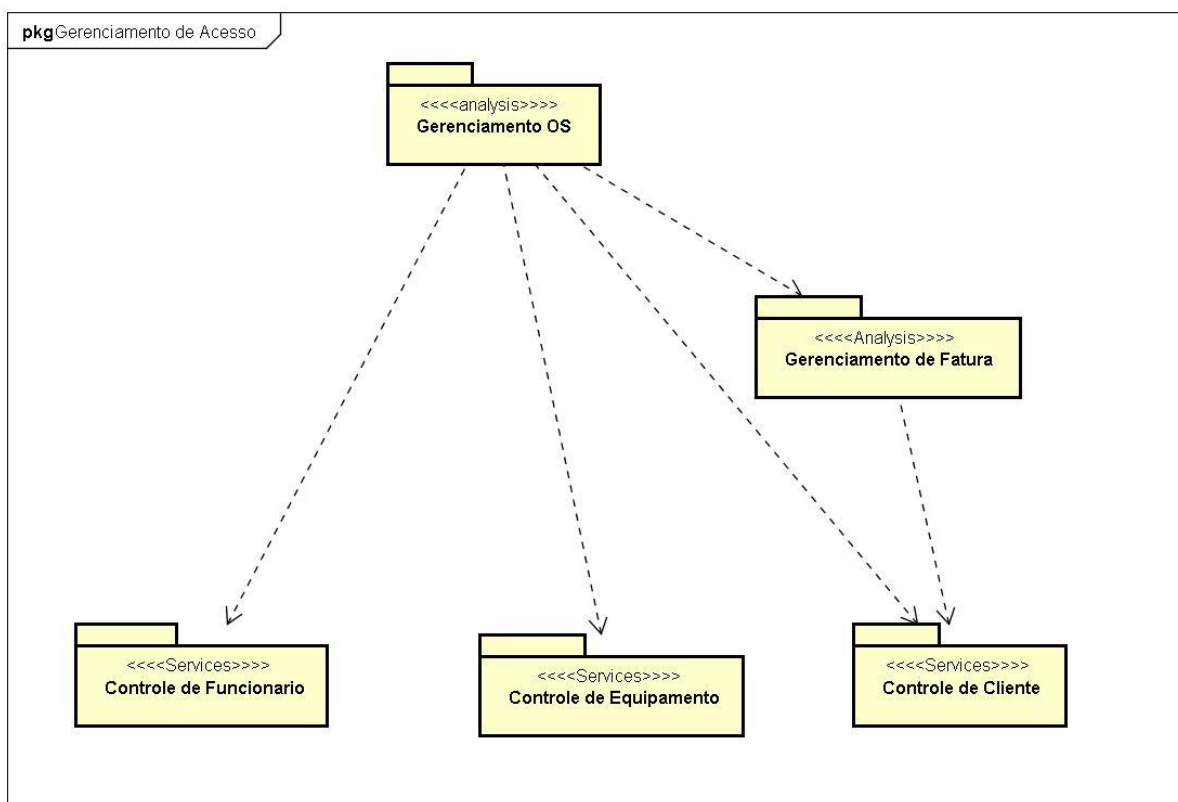 pkgGerenciamento de Acesso
<<<<analysis>>>>
Gerenciamento OS
<<<<Analysis>>>>
Gerenciamento de Fatura
<<<<Services>>>>
Controle de Funcionario
<<<<Services>>>>
Controle de Equipamento
<<<<Services>>>>
Controle de Cliente